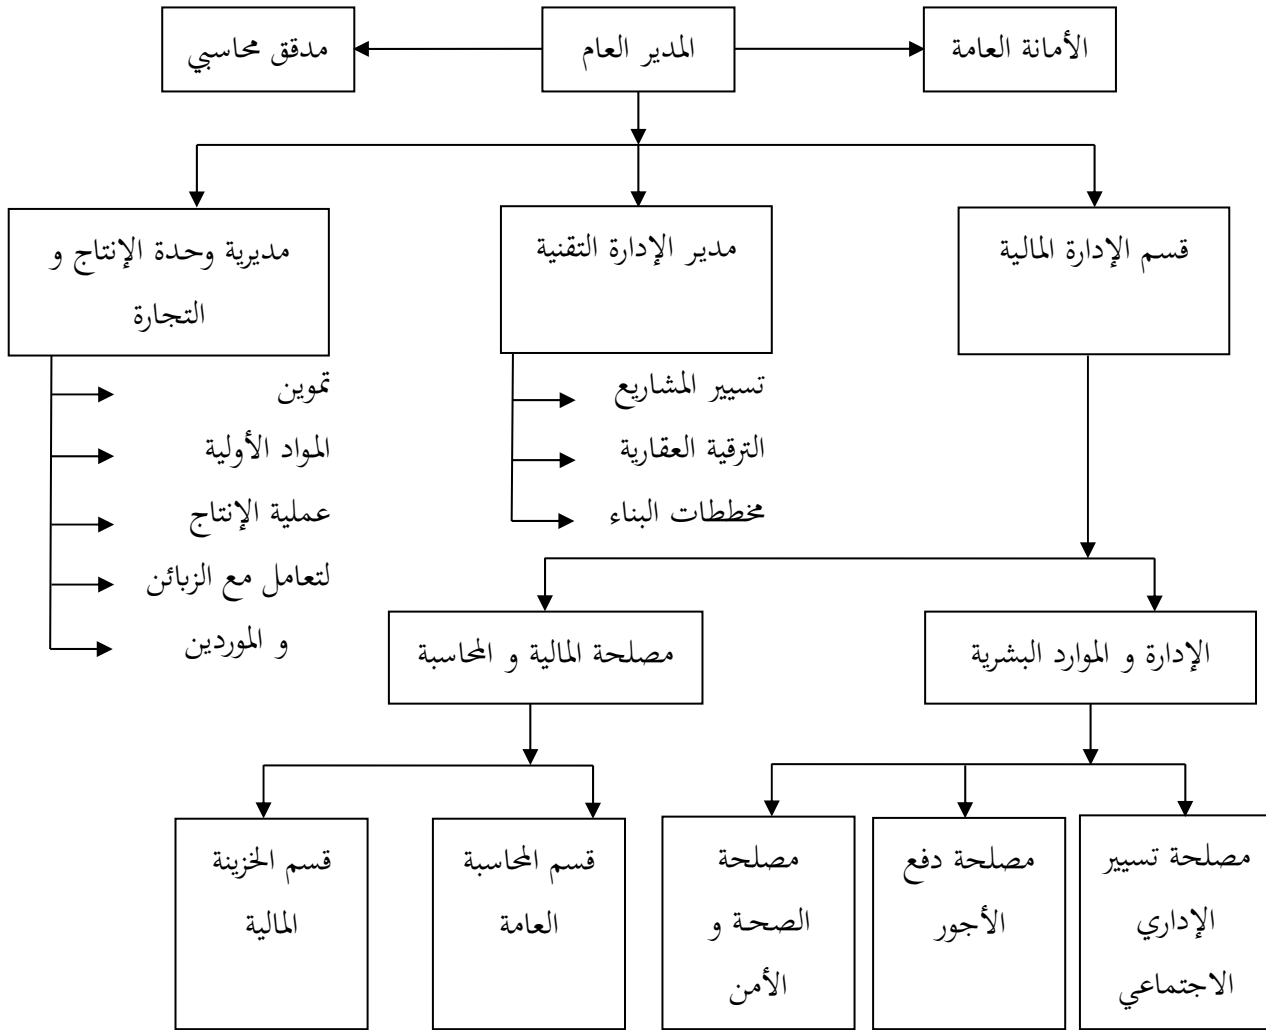 الأمانة العامة
المدير العام
مدقق محاسبي
قسم الإدارة المالية
مدير الإدارة التقنية
مديرية وحدة الإنتاج و
التجارة
تسيير المشاريع
الترقية العقارية
مخططات البناء
تموين
المواد الأولية
عملية الإنتاج
لتعامل مع الزبائن
و الموردين
الإدارة و الموارد البشرية
مصلحة المالية و المحاسبة
مصلحة تسيير
الإداري
الاجتماعي
مصلحة دفع
الأجور
مصلحة
الصحة و
الأمن
قسم المحاسبة
العامة
قسم الخزينة
المالية